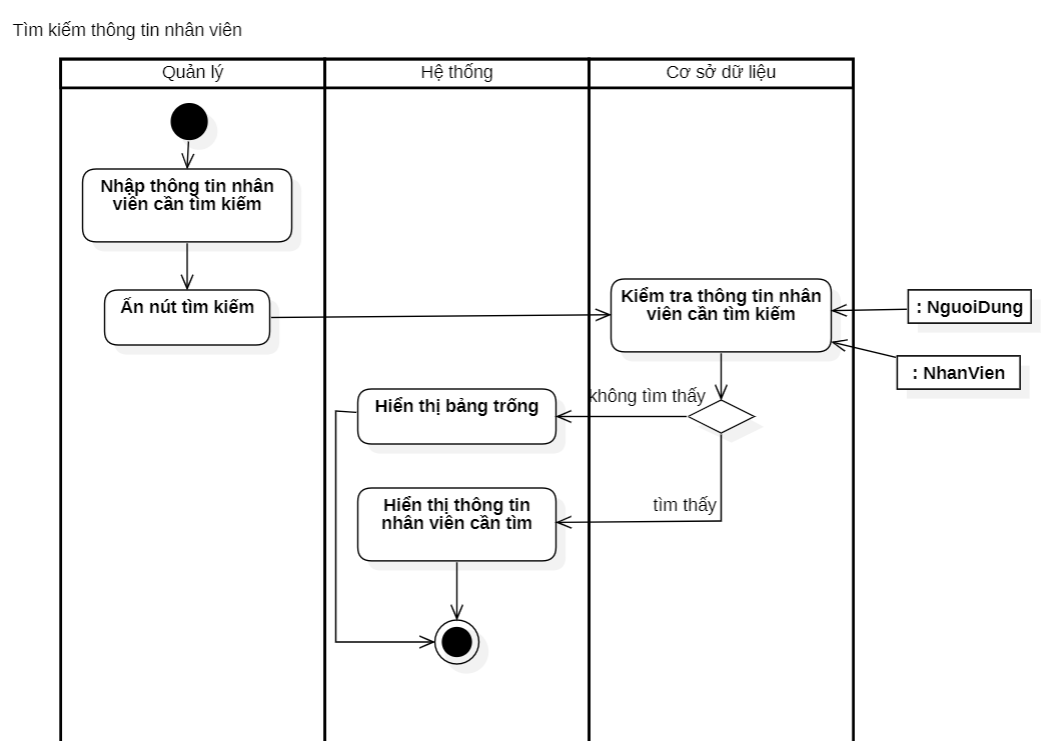 Tìm kiếm thông tin nhân viên
Quản lý
Hệ thống
Cơ sở dữ liệu
Nhập thông tin nhân
viên cần tìm kiếm
Ấn nút tìm kiếm
Kiểm tra thông tin nhân
viên cần tìm kiếm
: NguoiDung
: NhanVien
không tìm thấy
Hiển thị bảng trống
tìm thấy
Hiển thị thông tin
nhân viên cần tìm